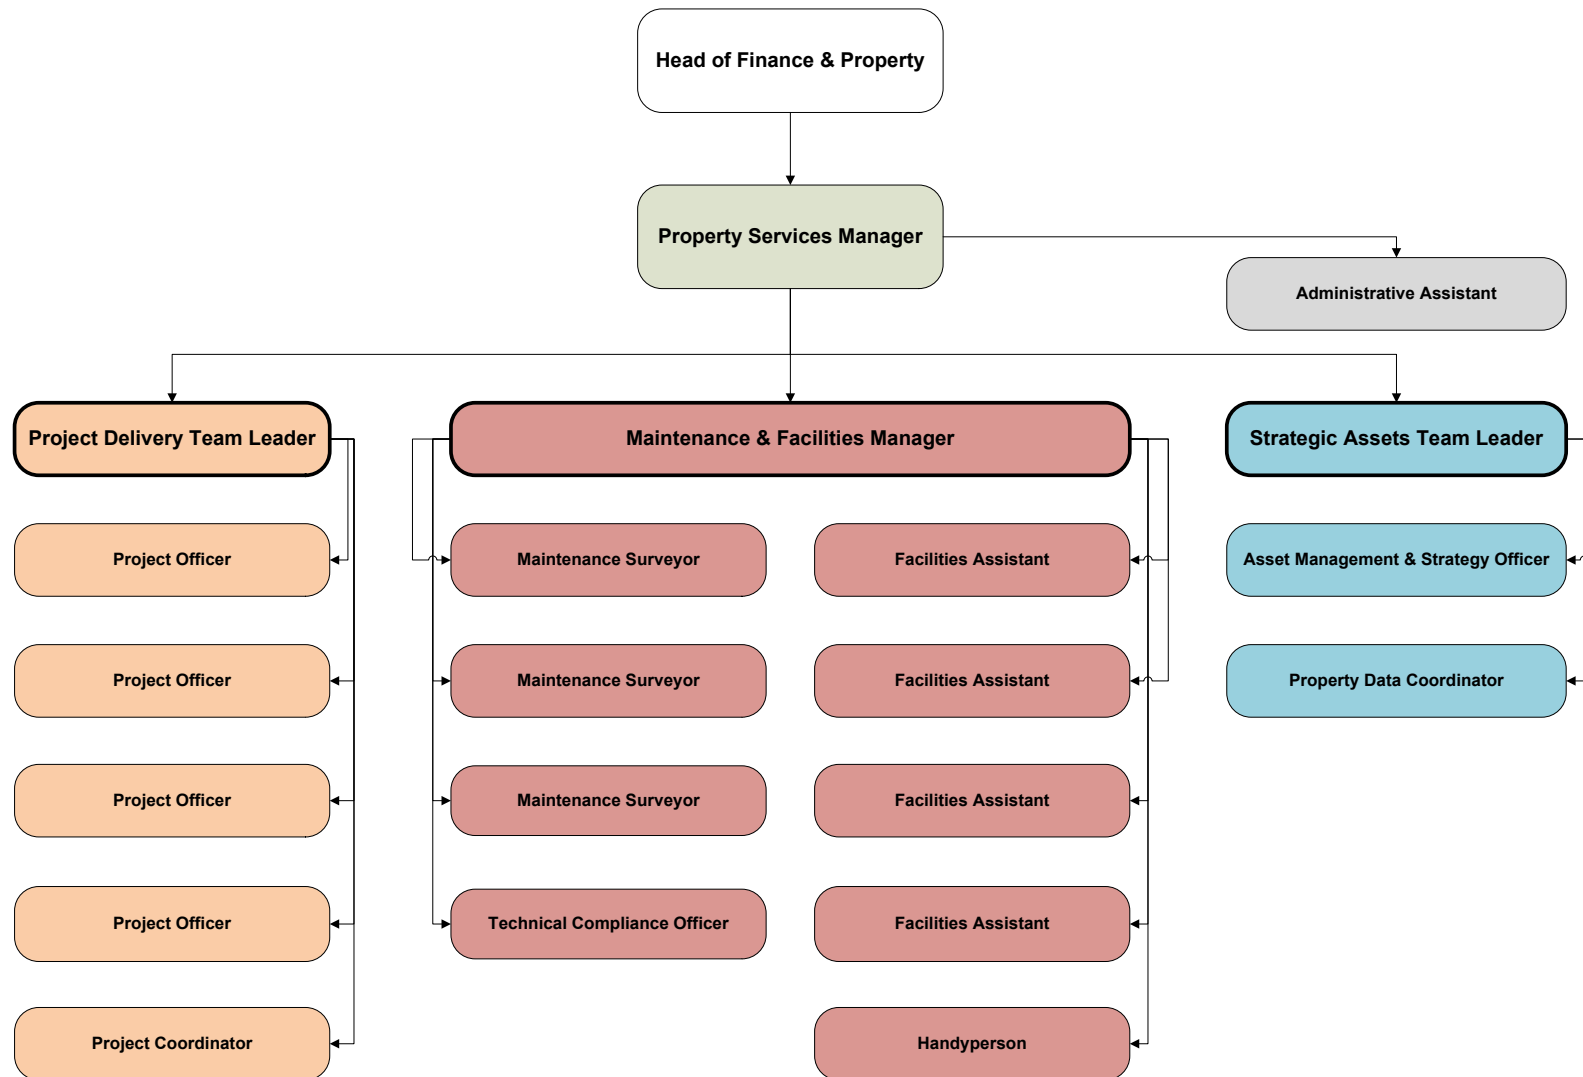 Head of Finance & Property
Property Services Manager
Administrative Assistant
Project Delivery Team Leader
Maintenance & Facilities Manager
Strategic Assets Team Leader
Project Officer
Maintenance Surveyor
Facilities Assistant
Asset Management & Strategy Officer
Project Officer
Maintenance Surveyor
Facilities Assistant
Property Data Coordinator
Project Officer
Maintenance Surveyor
Facilities Assistant
Project Officer
Technical Compliance Officer
Facilities Assistant
Project Coordinator
Handyperson